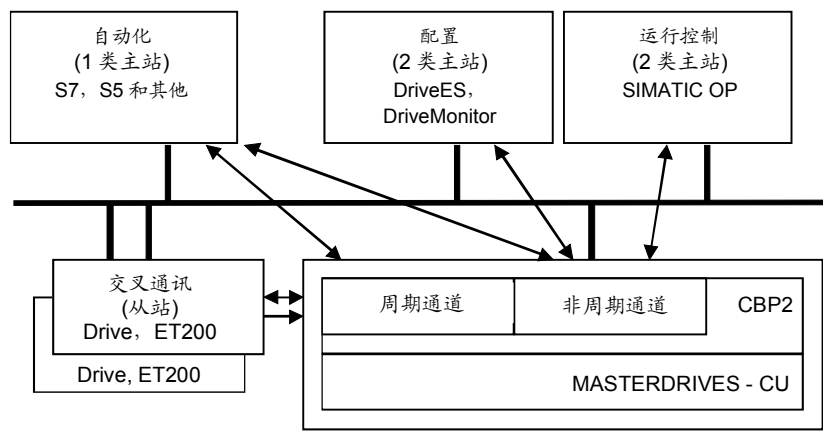 自动化
(1 类主站)
S7，S5 和其他
配置
(2 类主站)
DriveES，
DriveMonitor
运行控制
(2 类主站)
SIMATIC OP
交叉通讯
(从站)
Drive，ET200
Drive, ET200
周期通道
非周期通道
CBP2
MASTERDRIVES - CU